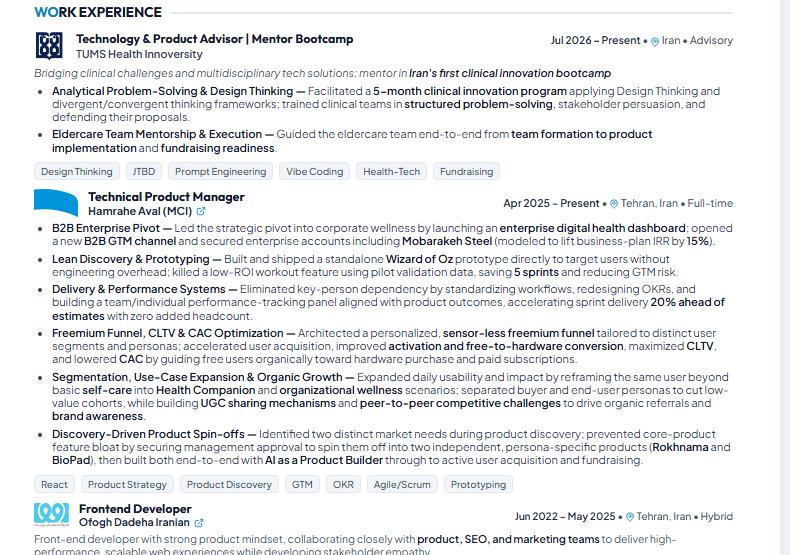 WORK EXPERIENCE
Technology & Product Advisor | Mentor Bootcamp
Jul 2026 – Present • Iran • Advisory
TUMS Health Innoversity
Bridging clinical challenges and multidisciplinary tech solutions; mentor in Iran's first clinical innovation bootcamp
• Analytical Problem-Solving & Design Thinking — Facilitated a 5-month clinical innovation program applying Design Thinking and
divergent/convergent thinking frameworks; trained clinical teams in structured problem-solving, stakeholder persuasion, and
defending their proposals.
• Eldercare Team Mentorship & Execution — Guided the eldercare team end-to-end from team formation to product
implementation and fundraising readiness.
Design Thinking JTBD Prompt Engineering Vibe Coding Health-Tech Fundraising
Technical Product Manager
Apr 2025 – Present • Tehran, Iran • Full-time
Hamrahe Aval (MCI)
• B2B Enterprise Pivot — Led the strategic pivot into corporate wellness by launching an enterprise digital health dashboard; opened
a new B2B GTM channel and secured enterprise accounts including Mobarakeh Steel (modeled to lift business-plan IRR by 15%).
• Lean Discovery & Prototyping — Built and shipped a standalone Wizard of Oz prototype directly to target users without
engineering overhead; killed a low-ROI workout feature using pilot validation data, saving 5 sprints and reducing GTM risk.
• Delivery & Performance Systems — Eliminated key-person dependency by standardizing workflows, redesigning OKRs, and
building a team/individual performance-tracking panel aligned with product outcomes, accelerating sprint delivery 20% ahead of
estimates with zero added headcount.
• Freemium Funnel, CLTV & CAC Optimization — Architected a personalized, sensor-less freemium funnel tailored to distinct user
segments and personas; accelerated user acquisition, improved activation and free-to-hardware conversion, maximized CLTV,
and lowered CAC by guiding free users organically toward hardware purchase and paid subscriptions.
• Segmentation, Use-Case Expansion & Organic Growth — Expanded daily usability and impact by reframing the same user beyond
basic self-care into Health Companion and organizational wellness scenarios; separated buyer and end-user personas to cut low-
value cohorts, while building UGC sharing mechanisms and peer-to-peer competitive challenges to drive organic referrals and
brand awareness.
• Discovery-Driven Product Spin-offs — Identified two distinct market needs during product discovery; prevented core-product
feature bloat by securing management approval to spin them off into two independent, persona-specific products (Rokhnama and
BioPad), then built both end-to-end with AI as a Product Builder through to active user acquisition and fundraising.
React Product Strategy Product Discovery GTM OKR Agile/Scrum Prototyping
Frontend Developer
Jun 2022 – May 2025 • Tehran, Iran • Hybrid
Ofogh Dadeha Iranian
Front-end developer with strong product mindset, collaborating closely with product, SEO, and marketing teams to deliver high-
performance, scalable web experiences while developing stakeholder empathy.